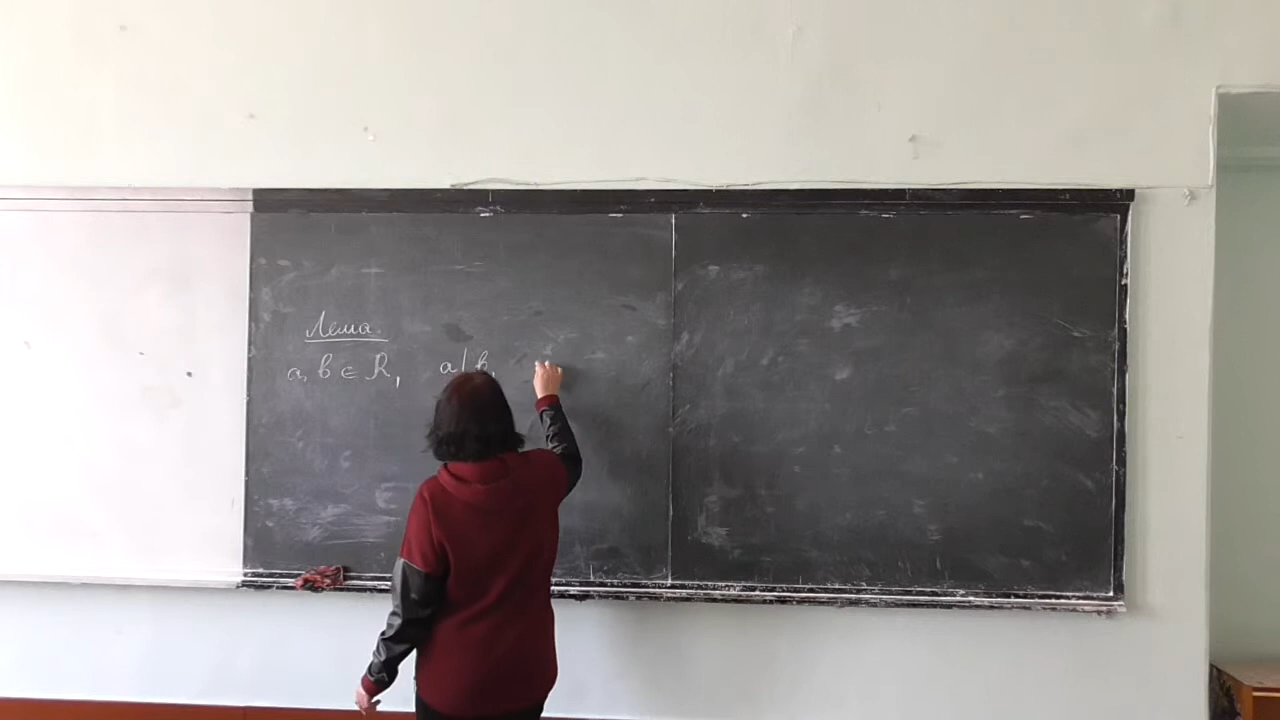 Лема.
a, b ∈ R, a | b,